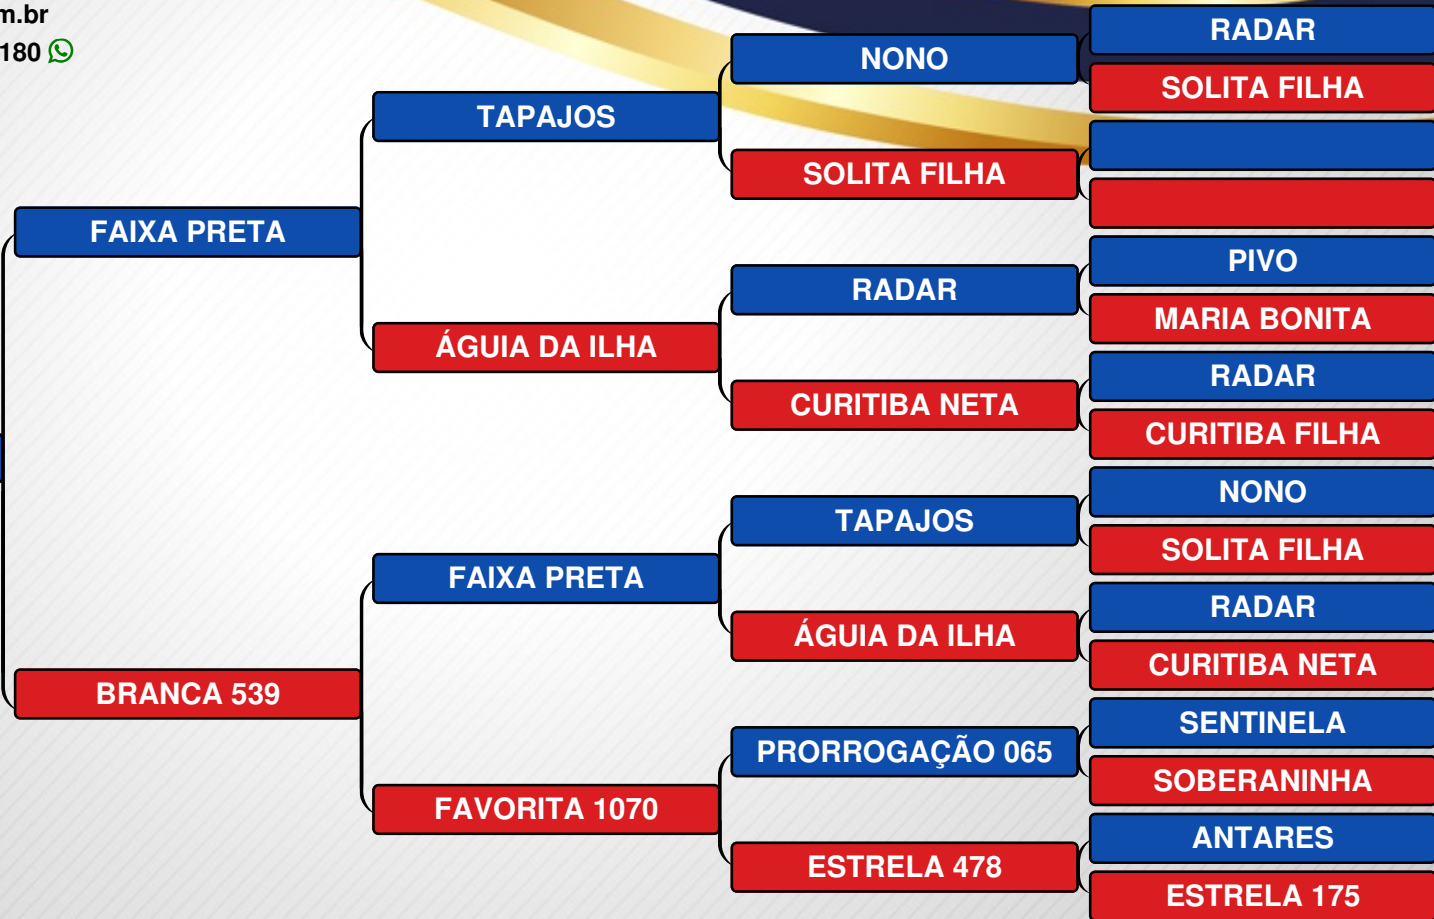 m.br
180
RADAR
NONO
SOLITA FILHA
TAPAJOS
SOLITA FILHA
FAIXA PRETA
PIVO
RADAR
MARIA BONITA
ÁGUIA DA ILHA
RADAR
CURITIBA NETA
CURITIBA FILHA
NONO
TAPAJOS
SOLITA FILHA
FAIXA PRETA
RADAR
ÁGUIA DA ILHA
CURITIBA NETA
BRANCA 539
SENTINELA
PRORROGAÇÃO 065
SOBERANINHA
FAVORITA 1070
ANTARES
ESTRELA 478
ESTRELA 175